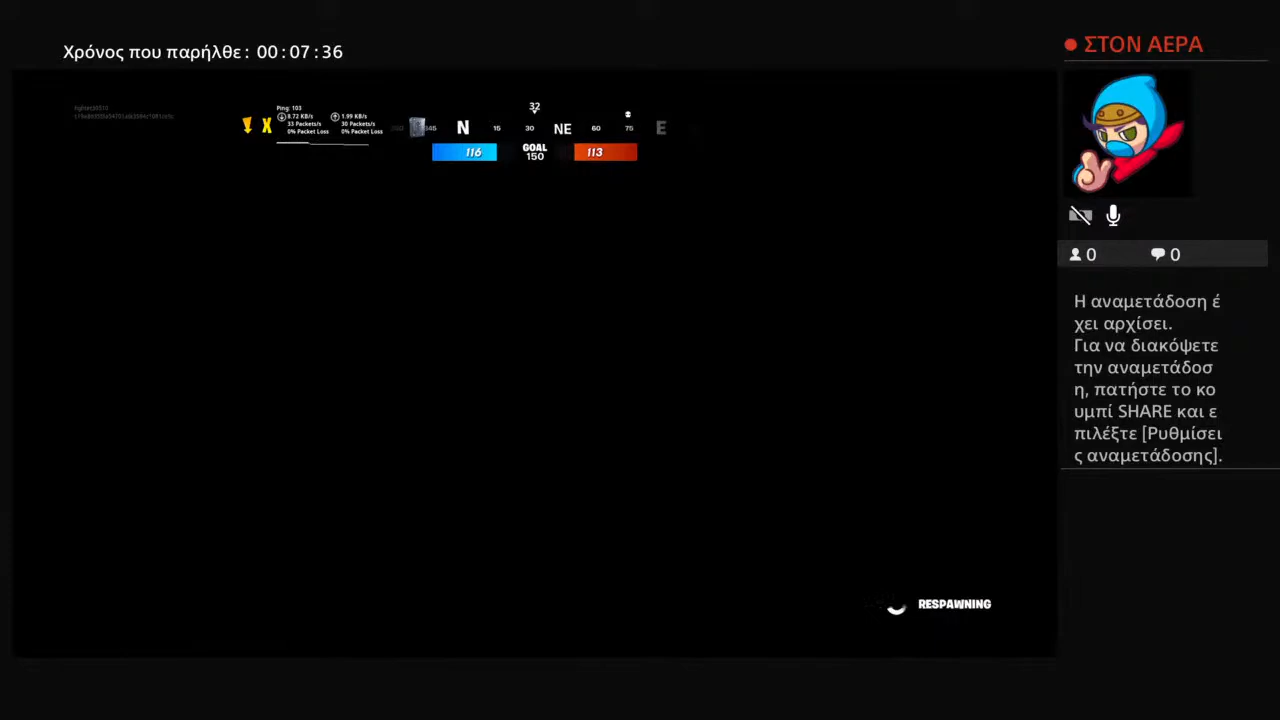 Χρόνος που παρήλθε: 00:07:36
ΣΤΟΝ ΑΕΡΑ
Ping: 103
8.72 KB/s 1.99 KB/s
33 Packets/s 30 Packets/s
0% Packet Loss 0% Packet Loss
32
345 N 15 30 NE 60 75 E
116 GOAL 150 113
0 0
Η αναμετάδοση έ
χει αρχίσει.
Για να διακόψετε
την αναμετάδοσ
η, πατήστε το κο
υμπί SHARE και ε
πιλέξτε [Ρυθμίσει
ς αναμετάδοσης].
RESPAWNING